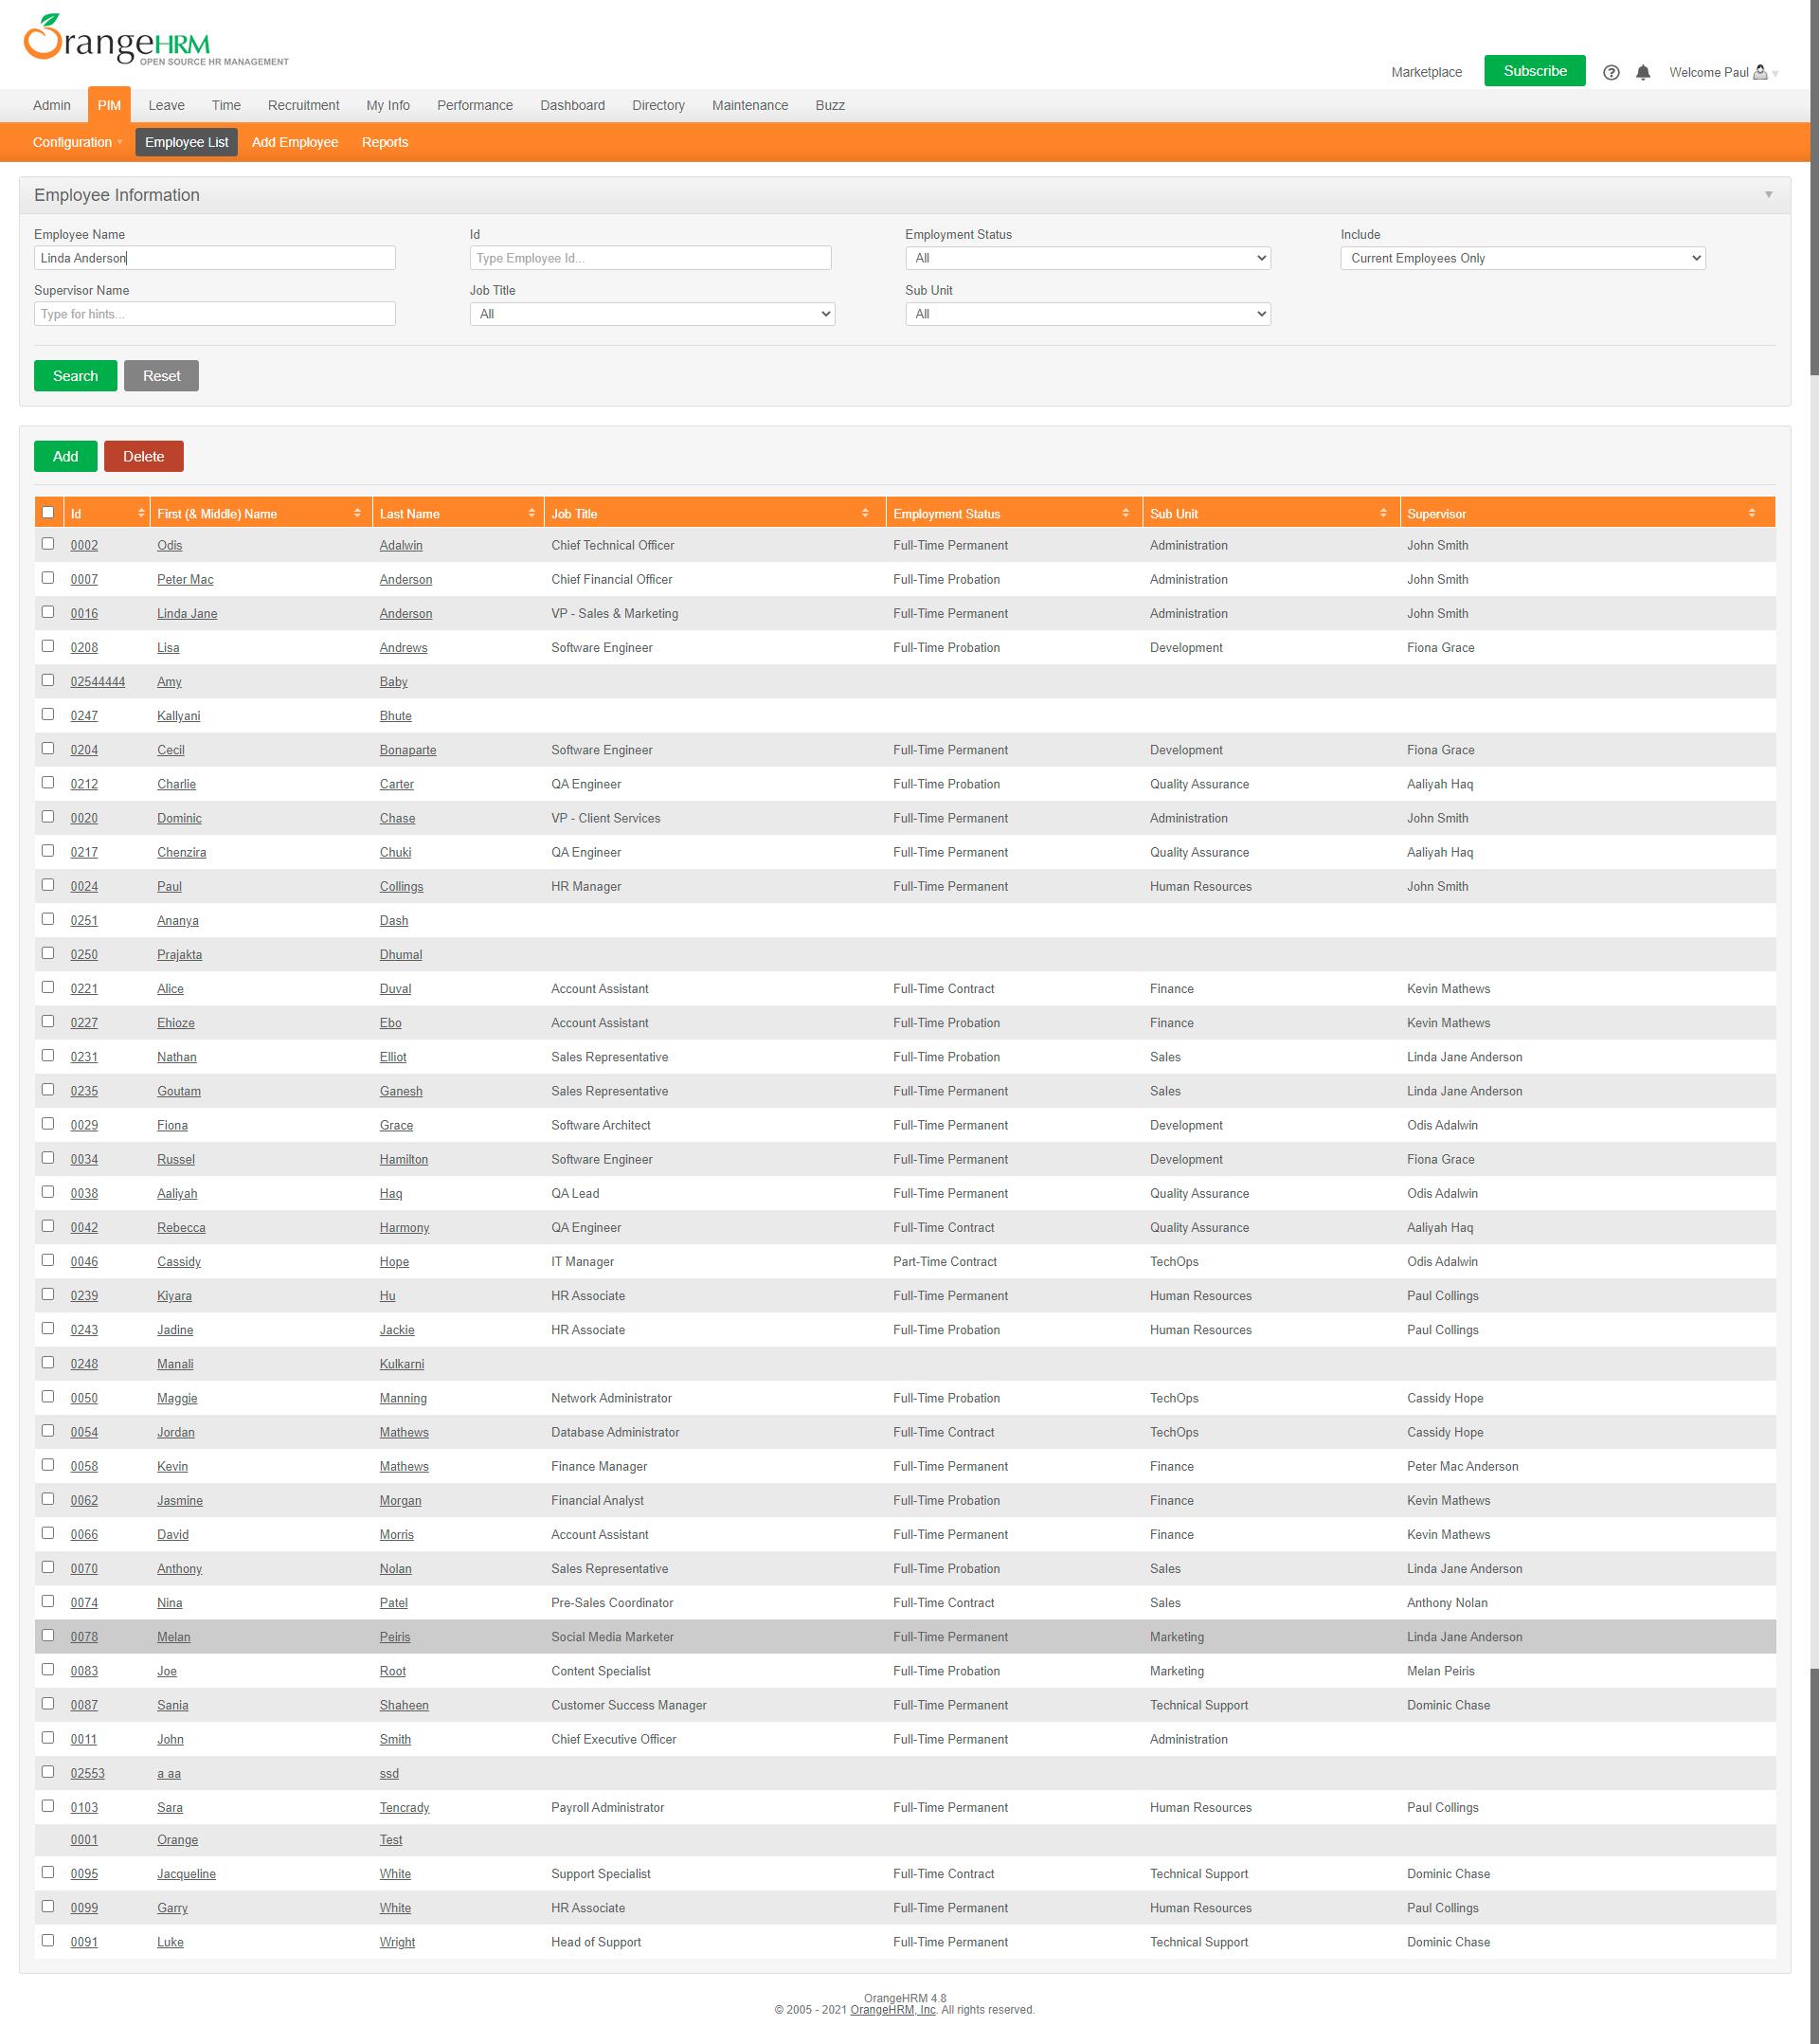 OrangeHRM
OPEN SOURCE HR MANAGEMENT
Marketplace Subscribe Welcome Paul
Admin PIM Leave Time Recruitment My Info Performance Dashboard Directory Maintenance Buzz
Configuration Employee List Add Employee Reports
Employee Information
Employee Name Id Employment Status Include
Linda Anderson Type Employee Id... All Current Employees Only
Supervisor Name Job Title Sub Unit
Type for hints... All All
Search Reset
Add Delete
Id First (& Middle) Name Last Name Job Title Employment Status Sub Unit Supervisor
0002 Odis Adalwin Chief Technical Officer Full-Time Permanent Administration John Smith
0007 Peter Mac Anderson Chief Financial Officer Full-Time Probation Administration John Smith
0016 Linda Jane Anderson VP - Sales & Marketing Full-Time Permanent Administration John Smith
0208 Lisa Andrews Software Engineer Full-Time Probation Development Fiona Grace
02544444 Amy Baby
0247 Kallyani Bhute
0204 Cecil Bonaparte Software Engineer Full-Time Permanent Development Fiona Grace
0212 Charlie Carter QA Engineer Full-Time Probation Quality Assurance Aaliyah Haq
0020 Dominic Chase VP - Client Services Full-Time Permanent Administration John Smith
0217 Chenzira Chuki QA Engineer Full-Time Permanent Quality Assurance Aaliyah Haq
0024 Paul Collings HR Manager Full-Time Permanent Human Resources John Smith
0251 Ananya Dash
0250 Prajakta Dhumal
0221 Alice Duval Account Assistant Full-Time Contract Finance Kevin Mathews
0227 Ehioze Ebo Account Assistant Full-Time Probation Finance Kevin Mathews
0231 Nathan Elliot Sales Representative Full-Time Probation Sales Linda Jane Anderson
0235 Goutam Ganesh Sales Representative Full-Time Permanent Sales Linda Jane Anderson
0029 Fiona Grace Software Architect Full-Time Permanent Development Odis Adalwin
0034 Russel Hamilton Software Engineer Full-Time Permanent Development Fiona Grace
0038 Aaliyah Haq QA Lead Full-Time Permanent Quality Assurance Odis Adalwin
0042 Rebecca Harmony QA Engineer Full-Time Contract Quality Assurance Aaliyah Haq
0046 Cassidy Hope IT Manager Part-Time Contract TechOps Odis Adalwin
0239 Kiyara Hu HR Associate Full-Time Permanent Human Resources Paul Collings
0243 Jadine Jackie HR Associate Full-Time Probation Human Resources Paul Collings
0248 Manali Kulkarni
0050 Maggie Manning Network Administrator Full-Time Probation TechOps Cassidy Hope
0054 Jordan Mathews Database Administrator Full-Time Contract TechOps Cassidy Hope
0058 Kevin Mathews Finance Manager Full-Time Permanent Finance Peter Mac Anderson
0062 Jasmine Morgan Financial Analyst Full-Time Probation Finance Kevin Mathews
0066 David Morris Account Assistant Full-Time Permanent Finance Kevin Mathews
0070 Anthony Nolan Sales Representative Full-Time Probation Sales Linda Jane Anderson
0074 Nina Patel Pre-Sales Coordinator Full-Time Contract Sales Anthony Nolan
0078 Melan Peiris Social Media Marketer Full-Time Permanent Marketing Linda Jane Anderson
0083 Joe Root Content Specialist Full-Time Probation Marketing Melan Peiris
0087 Sania Shaheen Customer Success Manager Full-Time Permanent Technical Support Dominic Chase
0011 John Smith Chief Executive Officer Full-Time Permanent Administration
02553 a aa ssd
0103 Sara Tencrady Payroll Administrator Full-Time Permanent Human Resources Paul Collings
0001 Orange Test
0095 Jacqueline White Support Specialist Full-Time Contract Technical Support Dominic Chase
0099 Garry White HR Associate Full-Time Permanent Human Resources Paul Collings
0091 Luke Wright Head of Support Full-Time Permanent Technical Support Dominic Chase
OrangeHRM 4.8
© 2005 - 2021 OrangeHRM, Inc. All rights reserved.